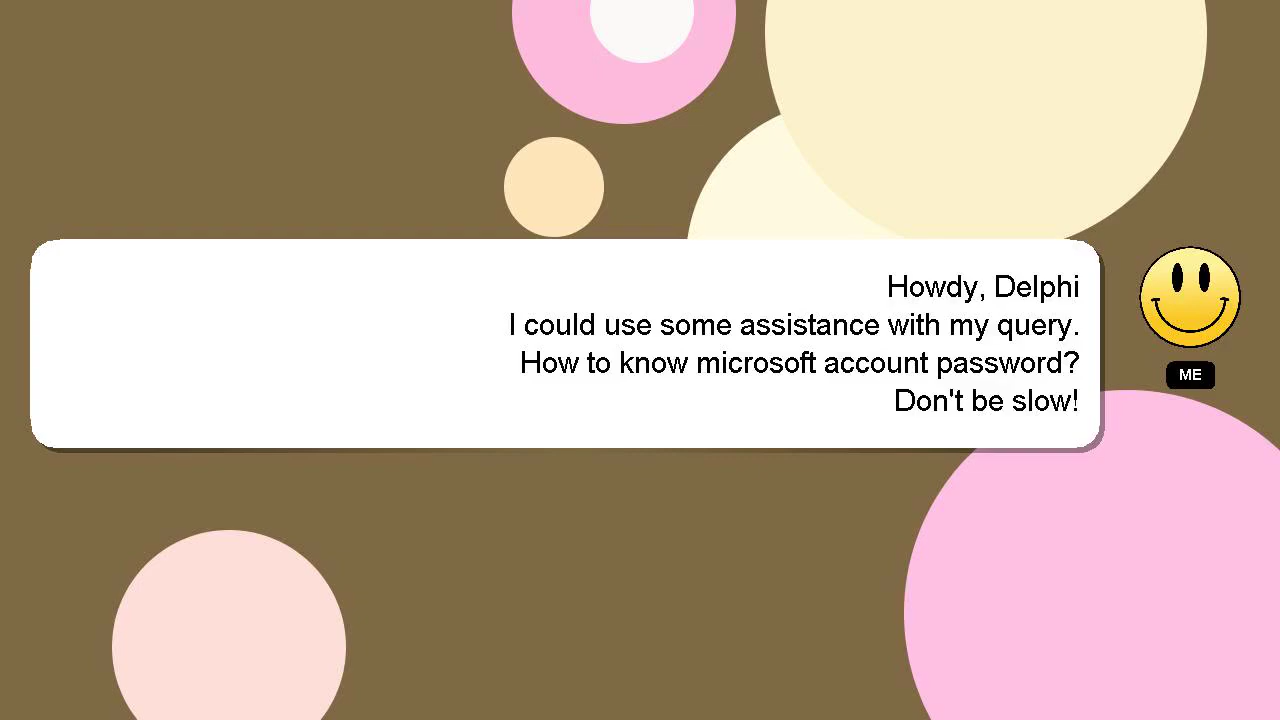 Howdy, Delphi
I could use some assistance with my query.
How to know microsoft account password?
Don't be slow!
ME